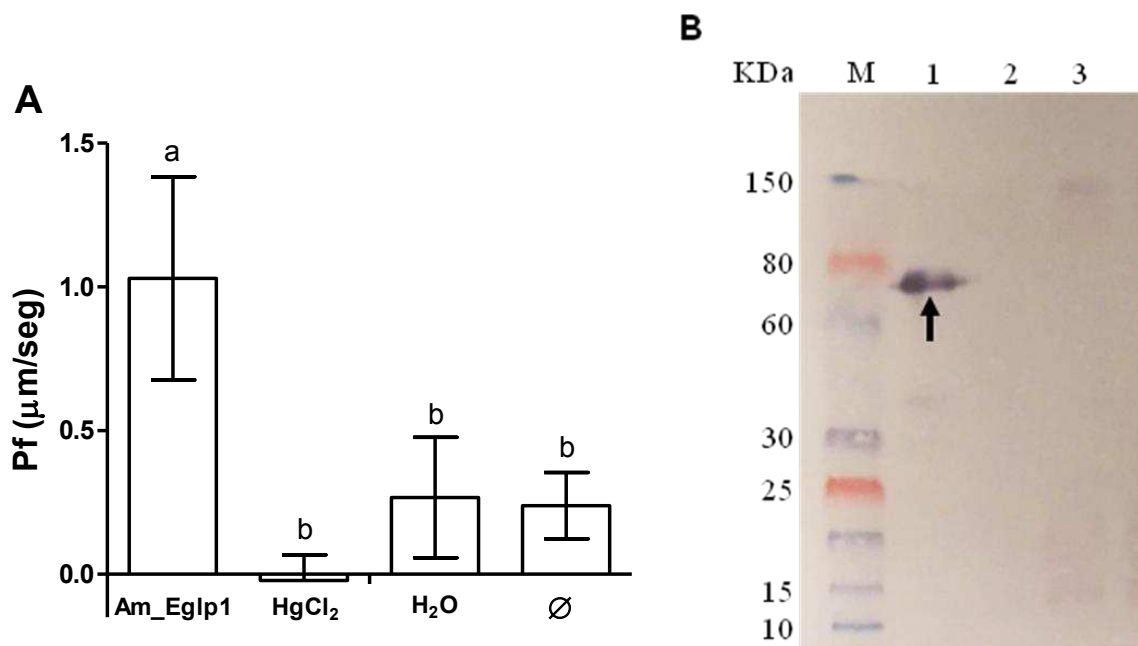 A
Pf (μm/seg)
1.5
1.0
0.5
0.0
a
b
b
b
Am_Eglp1 HgCl₂ H₂O ∅
B
KDa M 1 2 3
150
80
60
30
25
15
10